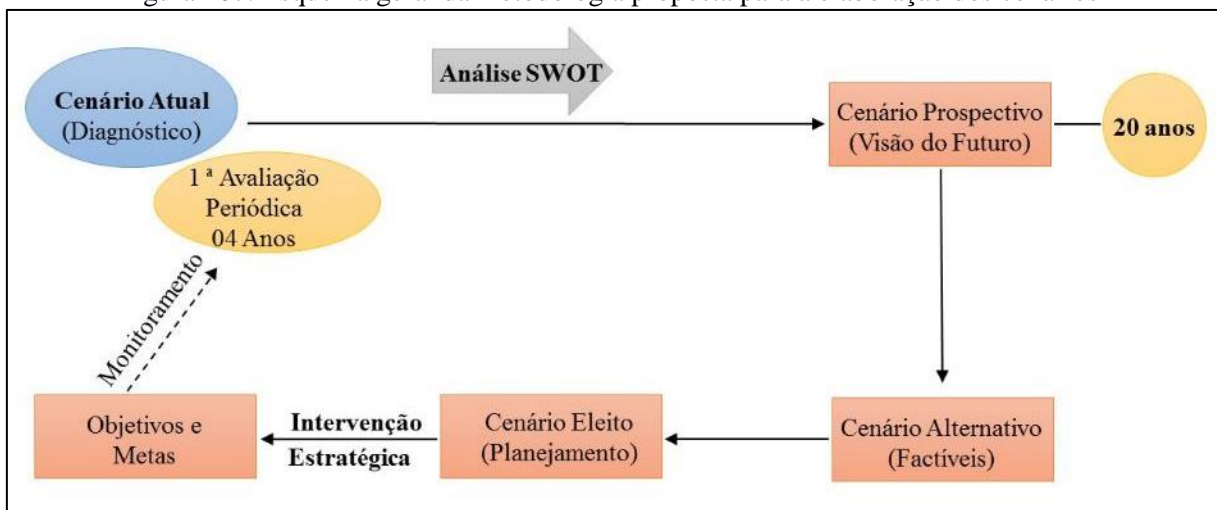 Análise SWOT
Cenário Atual
(Diagnóstico)
Cenário Prospectivo
(Visão do Futuro)
20 anos
1 ª Avaliação
Periódica
04 Anos
Monitoramento
Objetivos e
Metas
Intervenção
Estratégica
Cenário Eleito
(Planejamento)
Cenário Alternativo
(Factíveis)